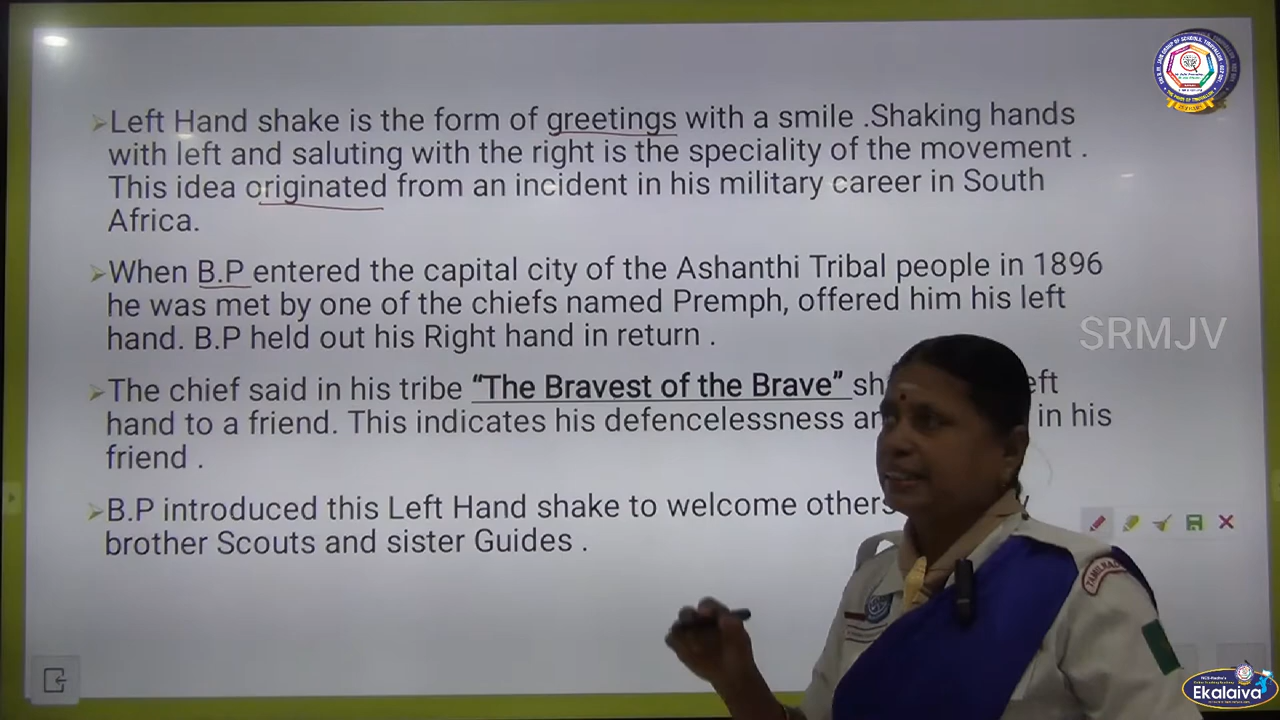 Left Hand shake is the form of greetings with a smile .Shaking hands
with left and saluting with the right is the speciality of the movement .
This idea originated from an incident in his military career in South
Africa.
When B.P entered the capital city of the Ashanthi Tribal people in 1896
he was met by one of the chiefs named Premph, offered him his left
hand. B.P held out his Right hand in return .
SRMJV
The chief said in his tribe “The Bravest of the Brave”
hand to a friend. This indicates his defencelessness in his
friend .
B.P introduced this Left Hand shake to welcome others
brother Scouts and sister Guides .
Ekalaiva